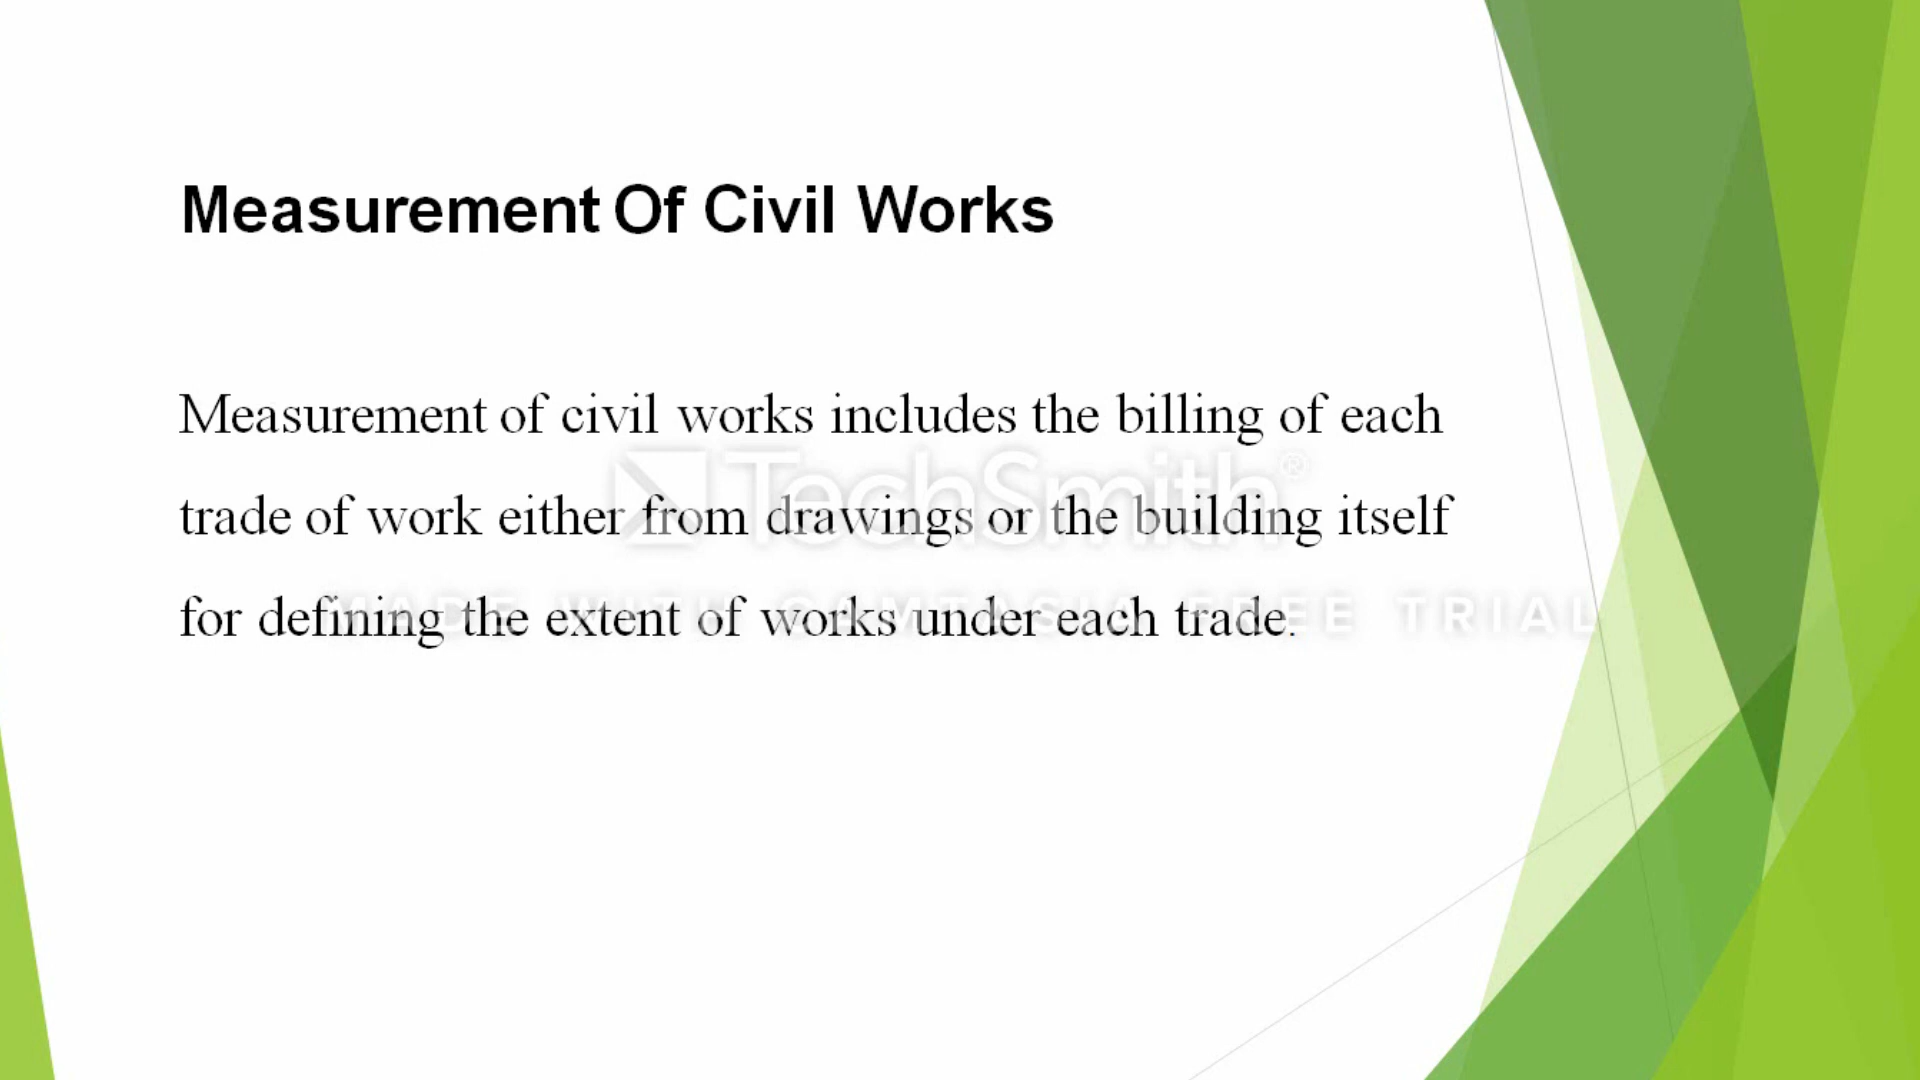 Measurement Of Civil Works
Measurement of civil works includes the billing of each
trade of work either from drawings or the building itself
for defining the extent of works under each trade.
TechSmith®
MADE WITH CAMTASIA FREE TRIAL